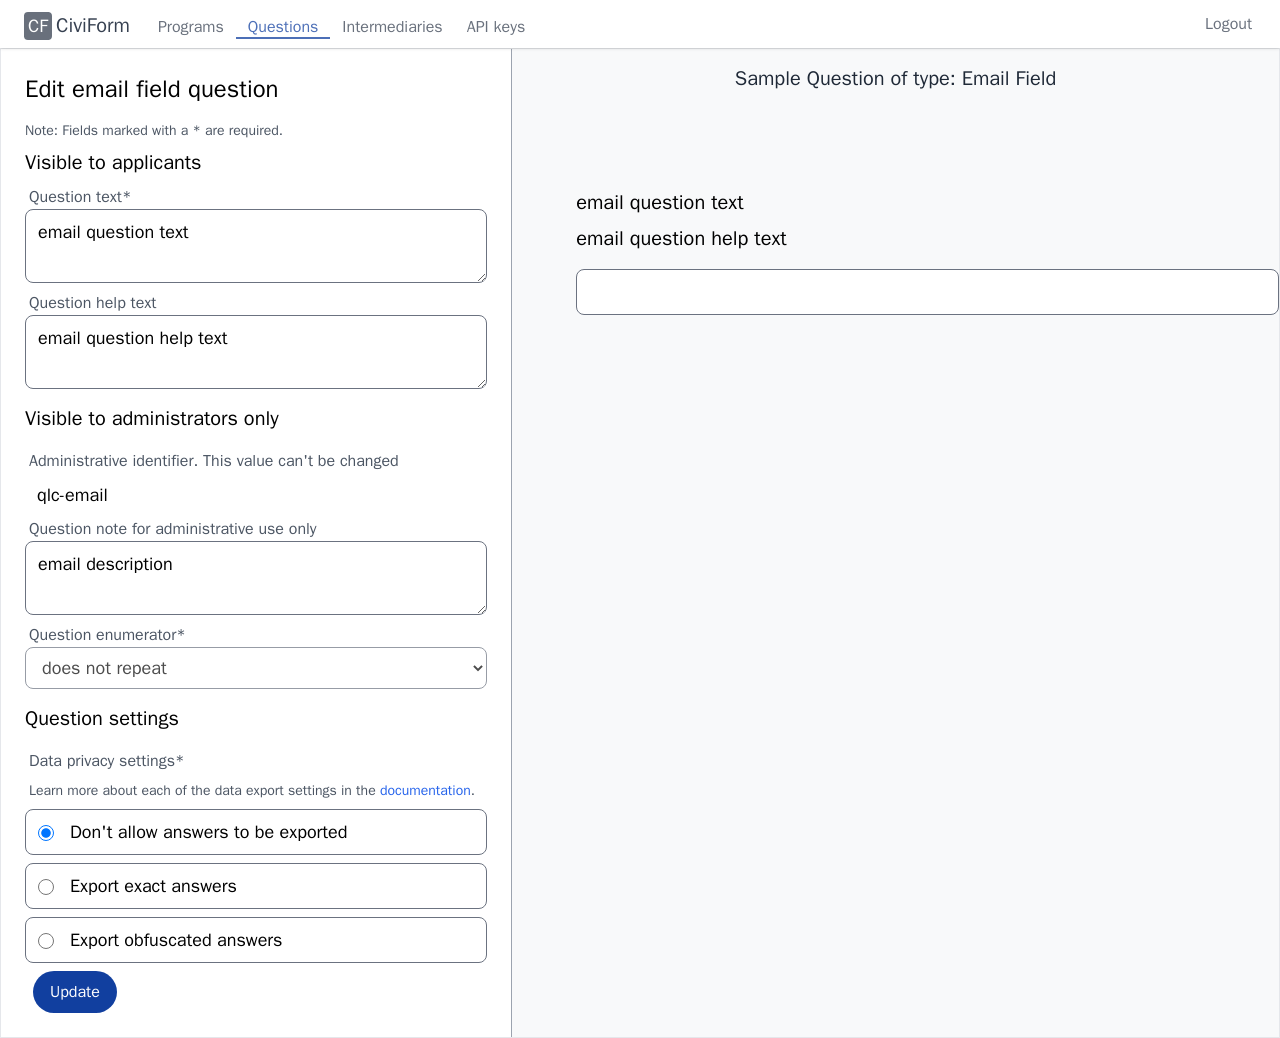 CF CiviForm Programs Questions Intermediaries API keys Logout
Edit email field question
Note: Fields marked with a * are required.
Visible to applicants
Question text*
email question text
Question help text
email question help text
Visible to administrators only
Administrative identifier. This value can't be changed
qlc-email
Question note for administrative use only
email description
Question enumerator*
does not repeat
Question settings
Data privacy settings*
Learn more about each of the data export settings in the documentation.
Don't allow answers to be exported
Export exact answers
Export obfuscated answers
Update
Sample Question of type: Email Field
email question text
email question help text